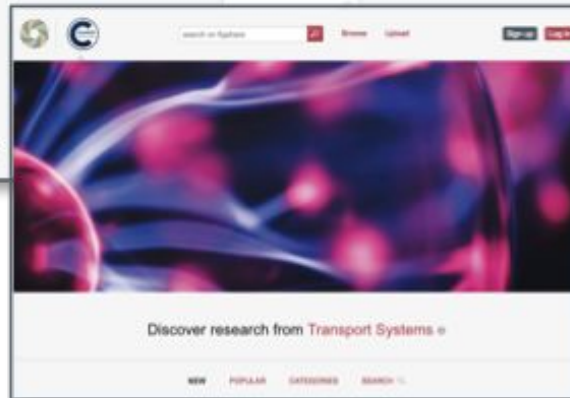 search on figshare Browse Upload Sign up Log in
Discover research from Transport Systems
NEW POPULAR CATEGORIES SEARCH